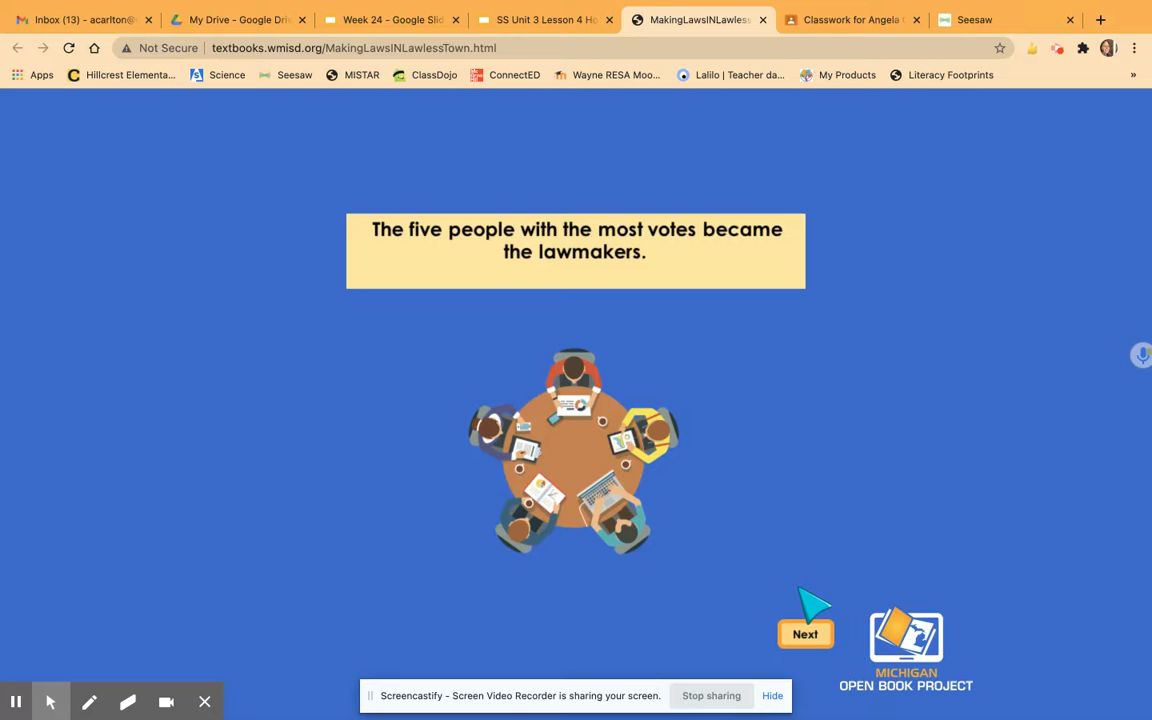 Inbox (13) - acarlton@
My Drive - Google Dri
Week 24 - Google Slid
SS Unit 3 Lesson 4 Ho
MakingLawsINLawless
Classwork for Angela
Seesaw
Not Secure
textbooks.wmisd.org/MakingLawsINLawlessTown.html
Apps
Hillcrest Elementa...
Science
Seesaw
MISTAR
ClassDojo
ConnectED
Wayne RESA Moo...
Lalilo | Teacher da...
My Products
Literacy Footprints
»
The five people with the most votes became
the lawmakers.
Next
MICHIGAN
OPEN BOOK PROJECT
Screencastify - Screen Video Recorder is sharing your screen.
Stop sharing
Hide